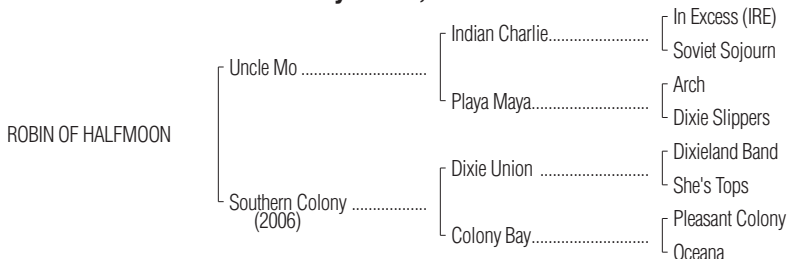 In Excess (IRE)
Indian Charlie........................
Soviet Sojourn
Uncle Mo .............................
Arch
Playa Maya............................
Dixie Slippers
ROBIN OF HALFMOON
Dixieland Band
Dixie Union .........................
She's Tops
Southern Colony .................
(2006)
Pleasant Colony
Colony Bay...........................
Oceana